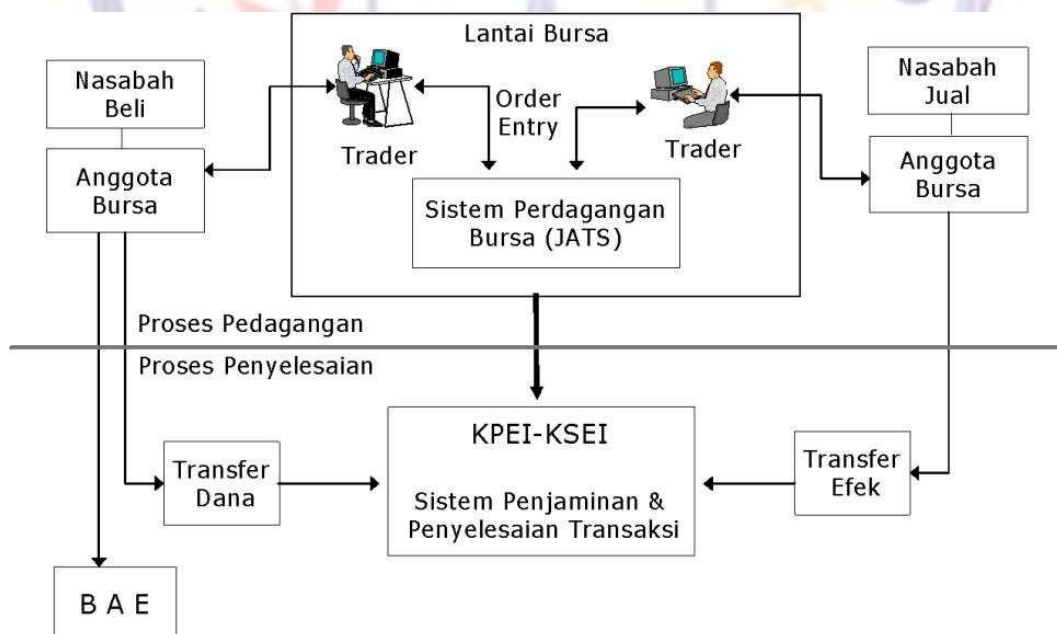 Lantai Bursa
Nasabah
Beli
Nasabah
Jual
Order
Entry
Trader
Trader
Anggota
Bursa
Anggota
Bursa
Sistem Perdagangan
Bursa (JATS)
Proses Pedagangan
Proses Penyelesaian
KPEI-KSEI
Sistem Penjaminan &
Penyelesaian Transaksi
Transfer
Dana
Transfer
Efek
B A E